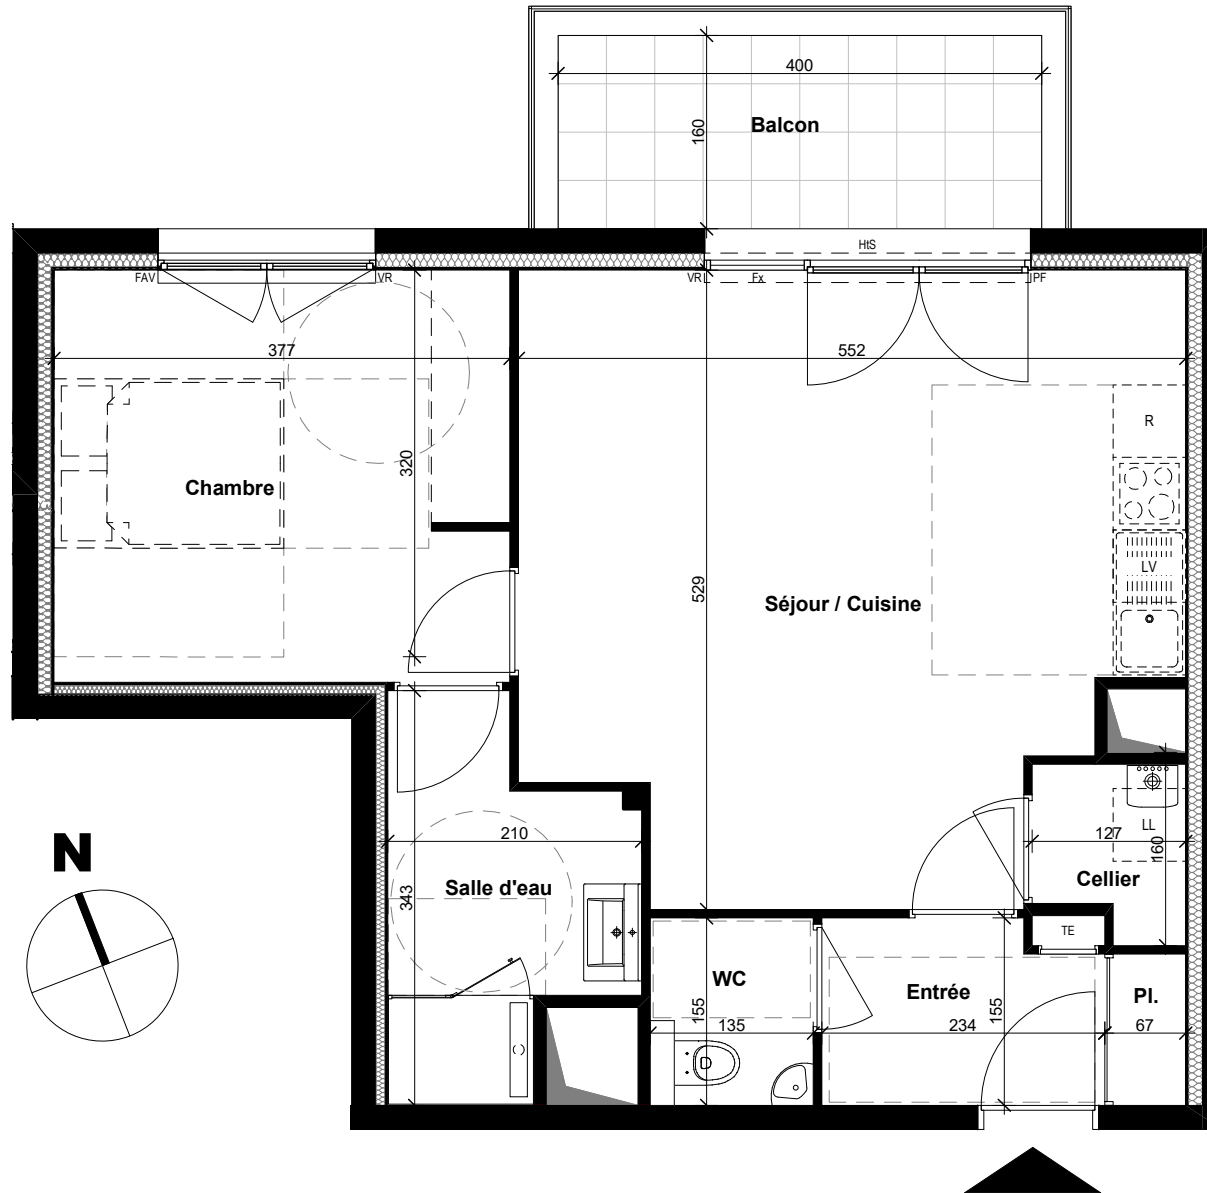 400
160
Balcon
HtS
FAV
VR
VR
Fx
PF
377
552
R
320
Chambre
LV
529
Séjour / Cuisine
N
210
127
LL
160
343
Salle d'eau
Cellier
TE
WC
Entrée
Pl.
155
135
234
155
67